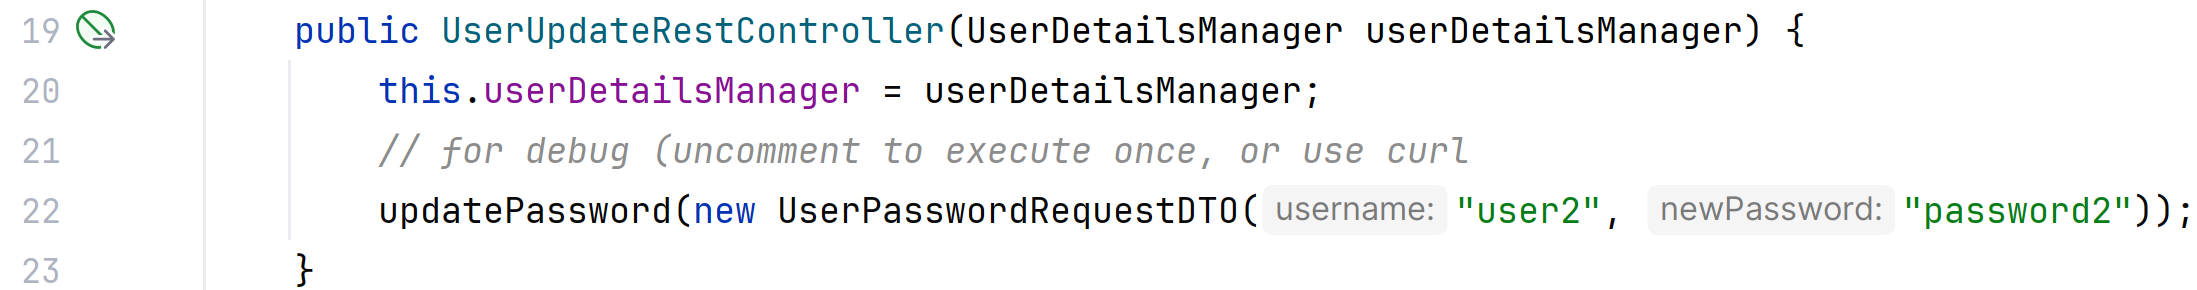 19 public UserUpdateRestController(UserDetailsManager userDetailsManager) {
20 this.userDetailsManager = userDetailsManager;
21 // for debug (uncomment to execute once, or use curl
22 updatePassword(new UserPasswordRequestDTO( username: "user2", newPassword: "password2"));
23 }